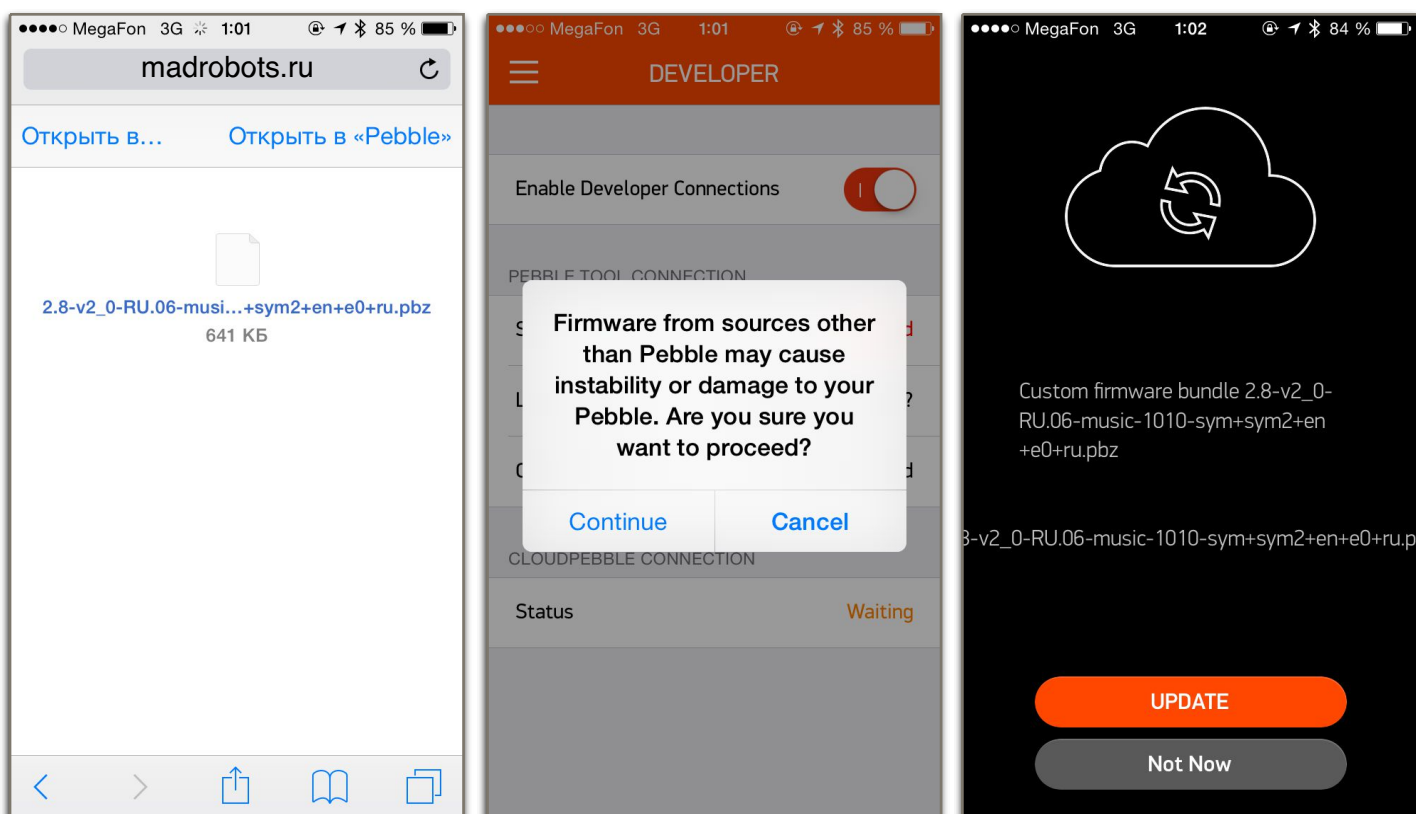 MegaFon 3G 1:01 85 %
madrobots.ru
Открыть в… Открыть в «Pebble»
2.8-v2_0-RU.06-musi…+sym2+en+e0+ru.pbz
641 КБ
MegaFon 3G 1:01 85 %
DEVELOPER
Enable Developer Connections
PEBBLE TOOL CONNECTION
Firmware from sources other
than Pebble may cause
instability or damage to your
Pebble. Are you sure you
want to proceed?
Continue Cancel
CLOUDPEBBLE CONNECTION
Status Waiting
MegaFon 3G 1:02 84 %
Custom firmware bundle 2.8-v2_0-
RU.06-music-1010-sym+sym2+en
+e0+ru.pbz
-v2_0-RU.06-music-1010-sym+sym2+en+e0+ru.p
UPDATE
Not Now